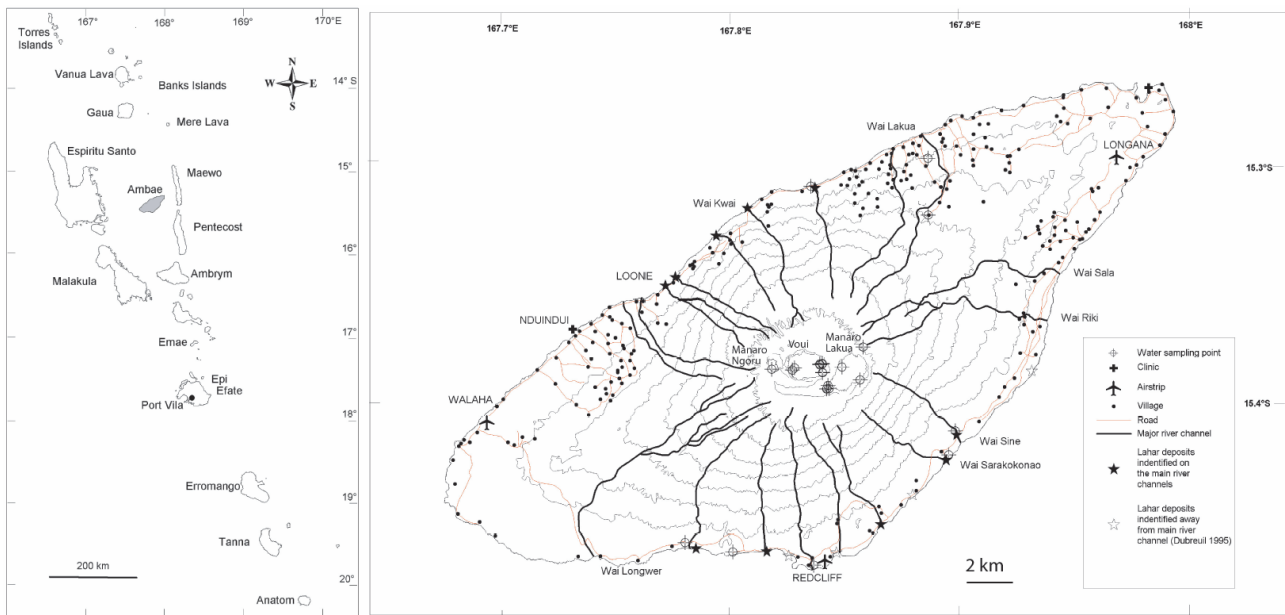 167°
168°
169°
170°E
Torres
Islands
Vanua Lava
Banks Islands
N
W
E
S
14° S
Gaua
Mere Lava
Espiritu Santo
15°
Maewo
Ambae
Pentecost
16°
Malakula
Ambrym
17°
Emae
Epi
Efate
Port Vila
18°
Erromango
19°
Tanna
200 km
20°
Anatom
167.7°E
167.8°E
167.9°E
168°E
Wai Lakua
LONGANA
15.3°S
Wai Kwai
LOONE
Wai Sala
NDUINDUI
Wai Riki
Manaro
Ngoru
Voui
Manaro
Lakua
WALAHA
15.4°S
Wai Sine
Wai Sarakokonao
Wai Longwer
REDCLIFF
2 km
Water sampling point
Clinic
Airstrip
Village
Road
Major river channel
Lahar deposits
indentified on
the main river
channels
Lahar deposits
indentified away
from main river
channel (Dubreuil 1995)